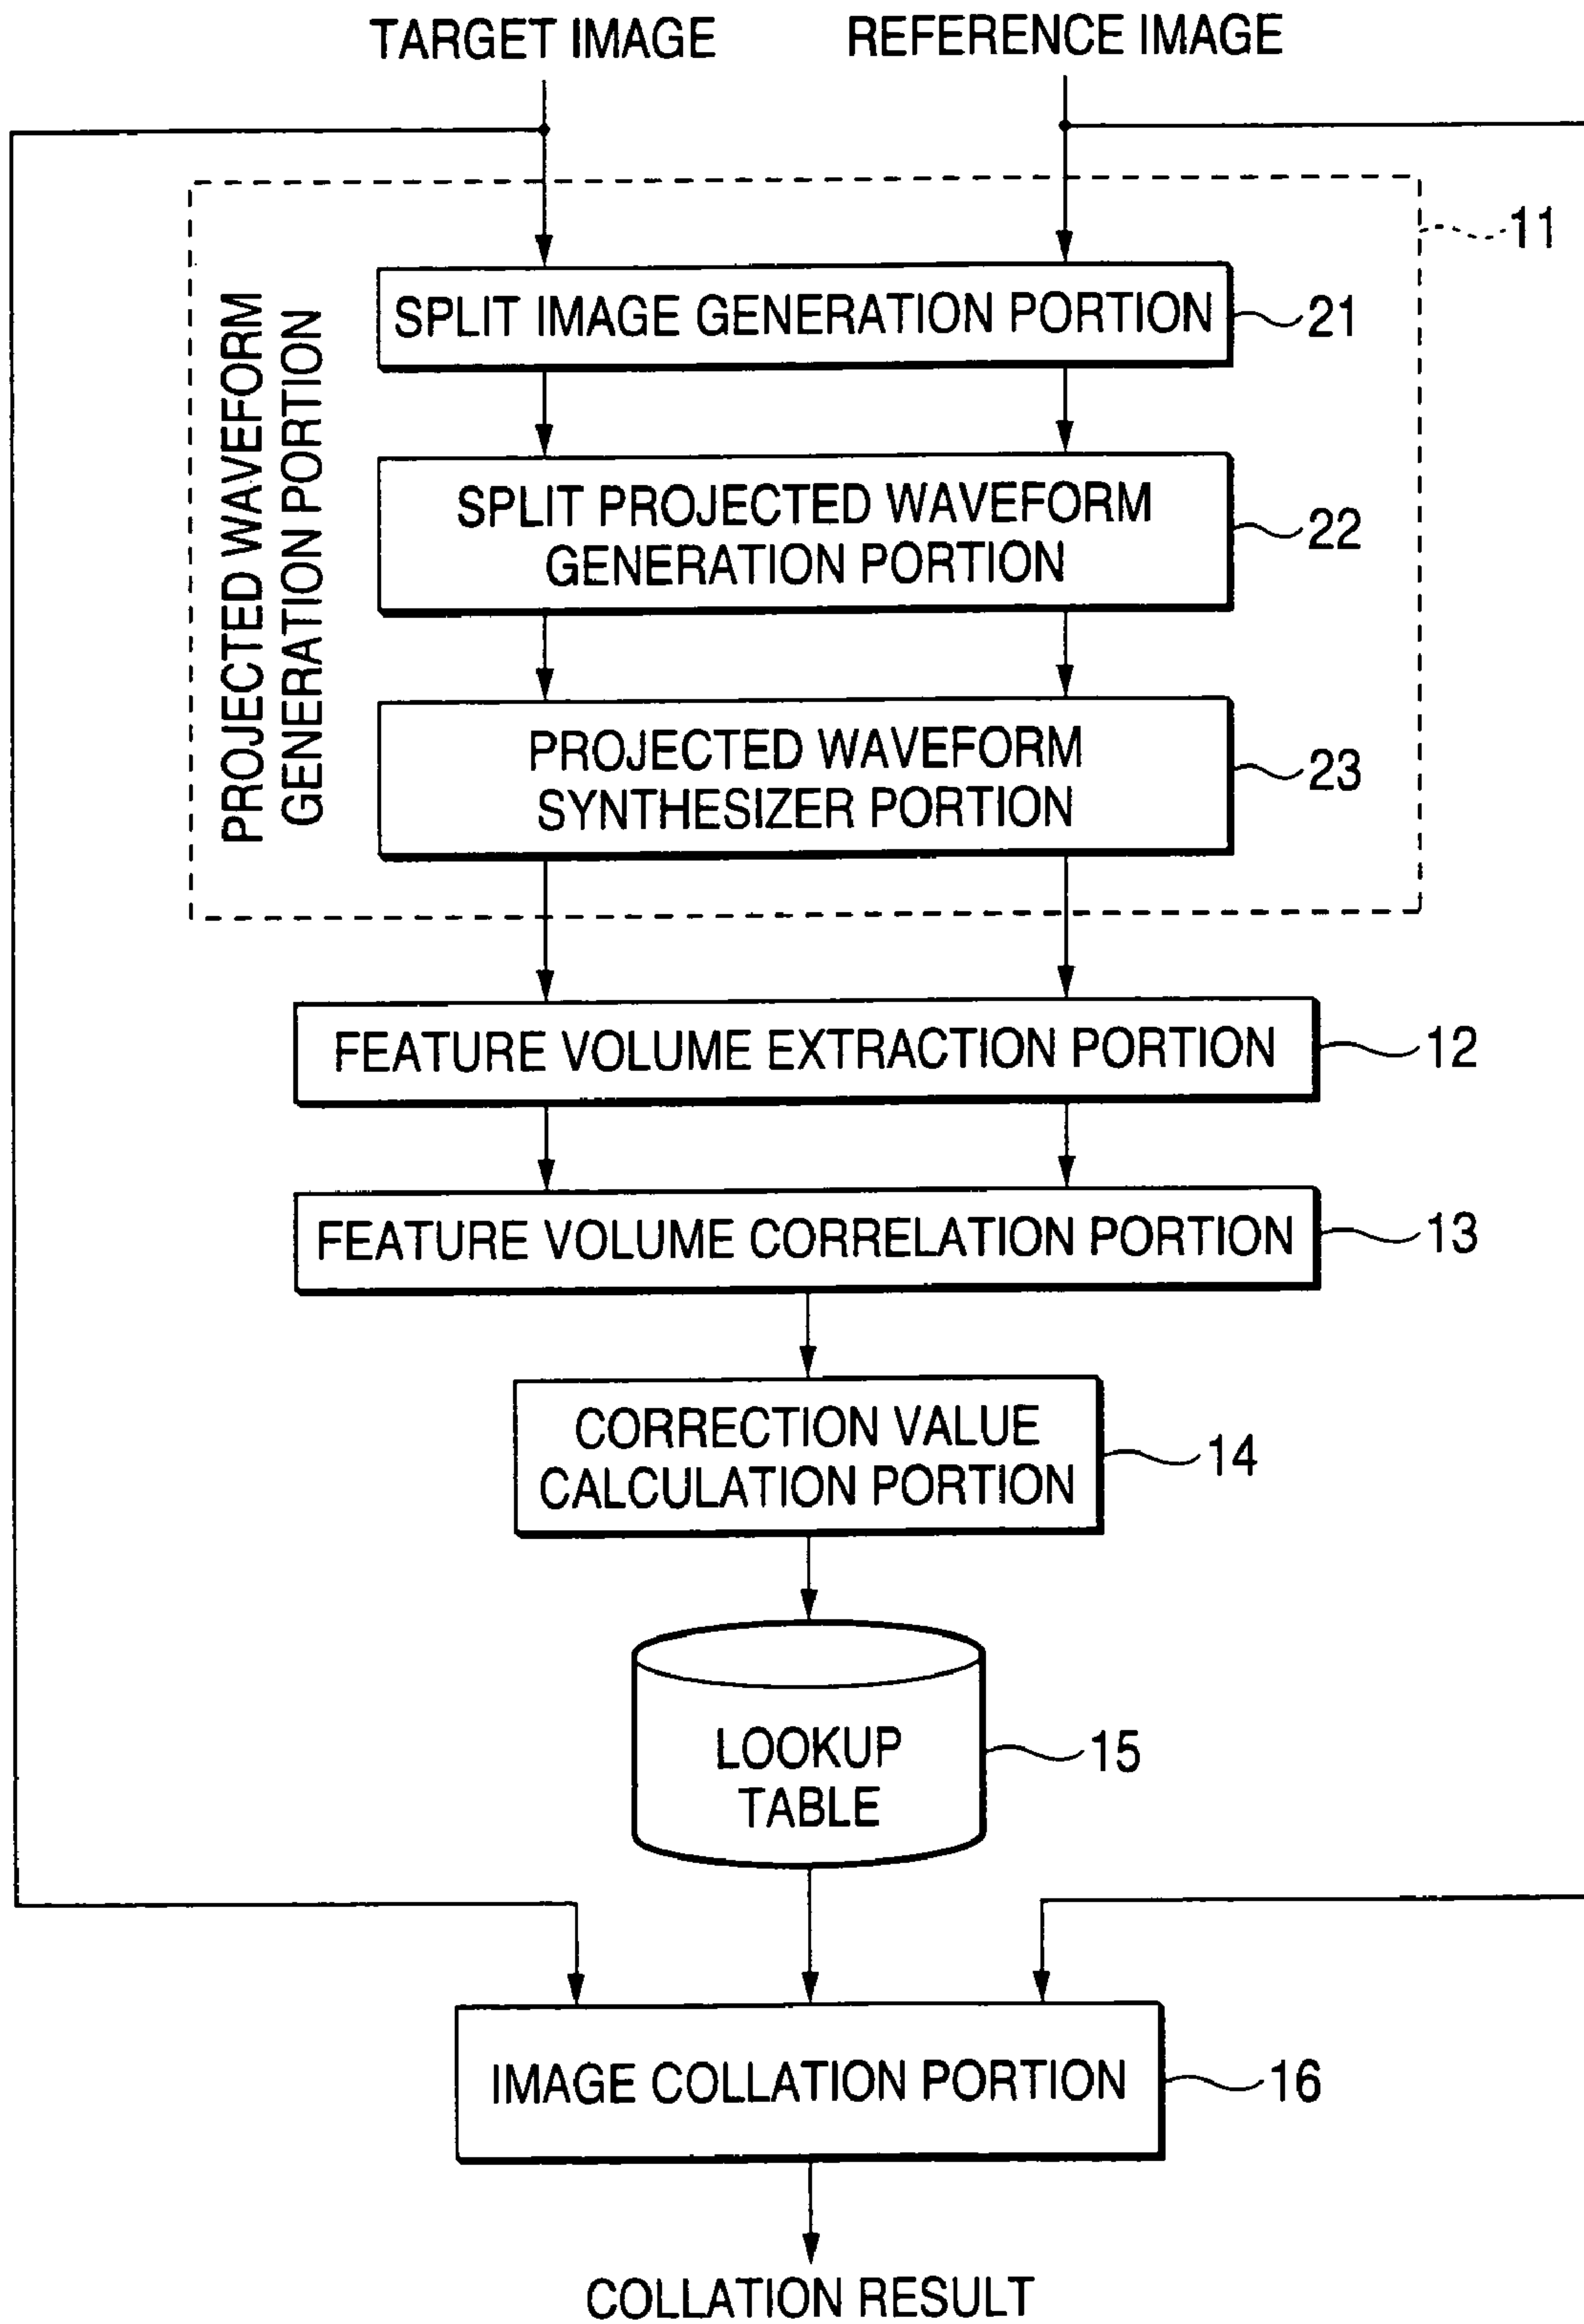 TARGET IMAGE
REFERENCE IMAGE
11
PROJECTED WAVEFORM
GENERATION PORTION
SPLIT IMAGE GENERATION PORTION
21
SPLIT PROJECTED WAVEFORM
GENERATION PORTION
22
PROJECTED WAVEFORM
SYNTHESIZER PORTION
23
FEATURE VOLUME EXTRACTION PORTION
12
FEATURE VOLUME CORRELATION PORTION
13
CORRECTION VALUE
CALCULATION PORTION
14
LOOKUP
TABLE
15
IMAGE COLLATION PORTION
16
COLLATION RESULT